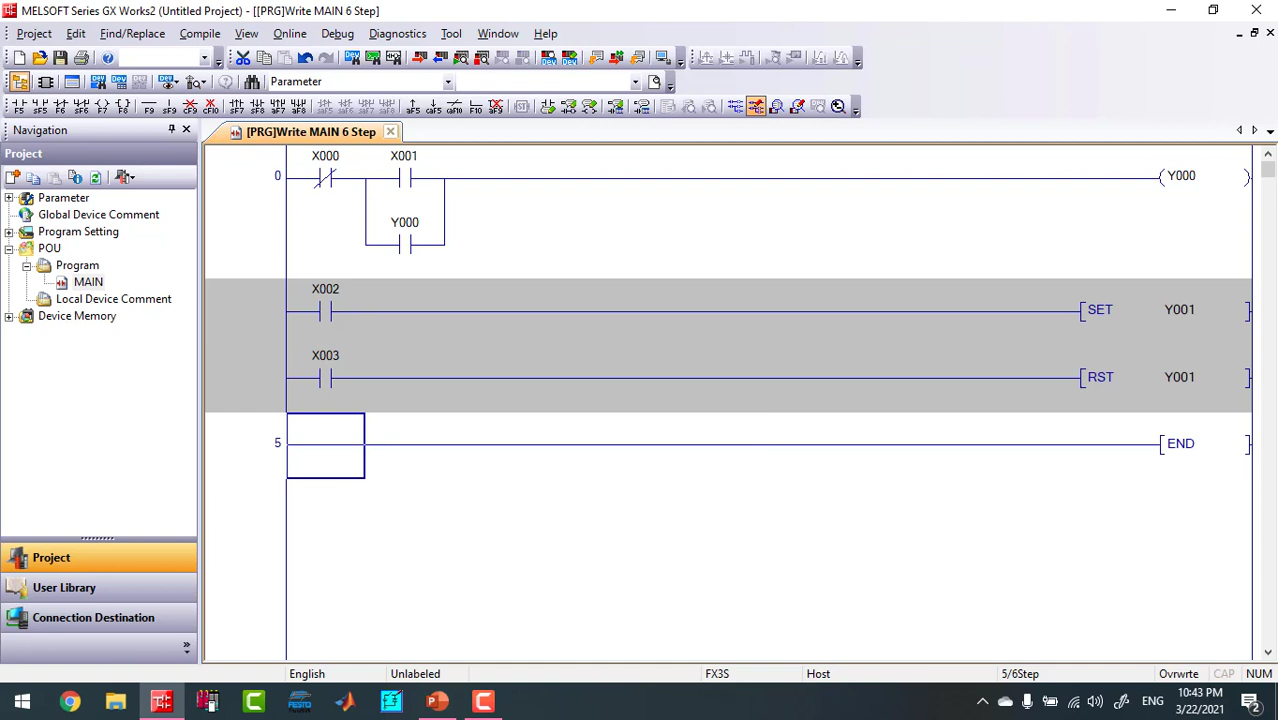 MELSOFT Series GX Works2 (Untitled Project) - [[PRG]Write MAIN 6 Step]
Project Edit Find/Replace Compile View Online Debug Diagnostics Tool Window Help
Parameter
Navigation
[PRG]Write MAIN 6 Step
Project
Parameter
Global Device Comment
Program Setting
POU
Program
MAIN
Local Device Comment
Device Memory
Project
User Library
Connection Destination
X000 X001
0 Y000
Y000
X002
SET Y001
X003
RST Y001
5 END
English Unlabeled FX3S Host 5/6Step Ovrwrte CAP NUM
ENG 10:43 PM
3/22/2021 2